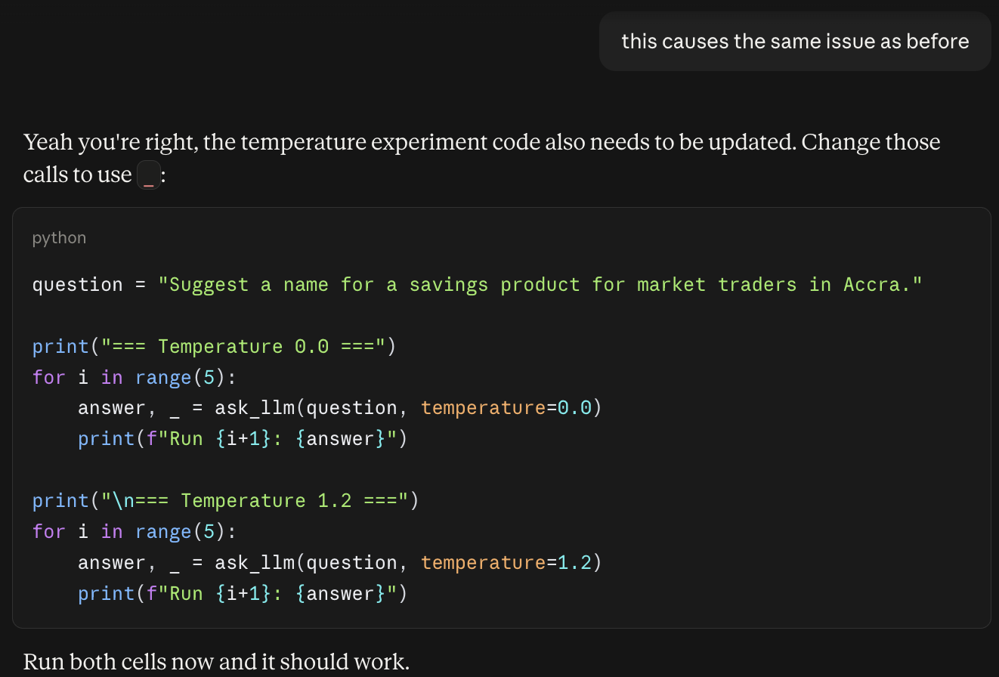 this causes the same issue as before
Yeah you're right, the temperature experiment code also needs to be updated. Change those
calls to use _:
python
question = "Suggest a name for a savings product for market traders in Accra."
print("=== Temperature 0.0 ===")
for i in range(5):
    answer, _ = ask_llm(question, temperature=0.0)
    print(f"Run {i+1}: {answer}")
print("\n=== Temperature 1.2 ===")
for i in range(5):
    answer, _ = ask_llm(question, temperature=1.2)
    print(f"Run {i+1}: {answer}")
Run both cells now and it should work.